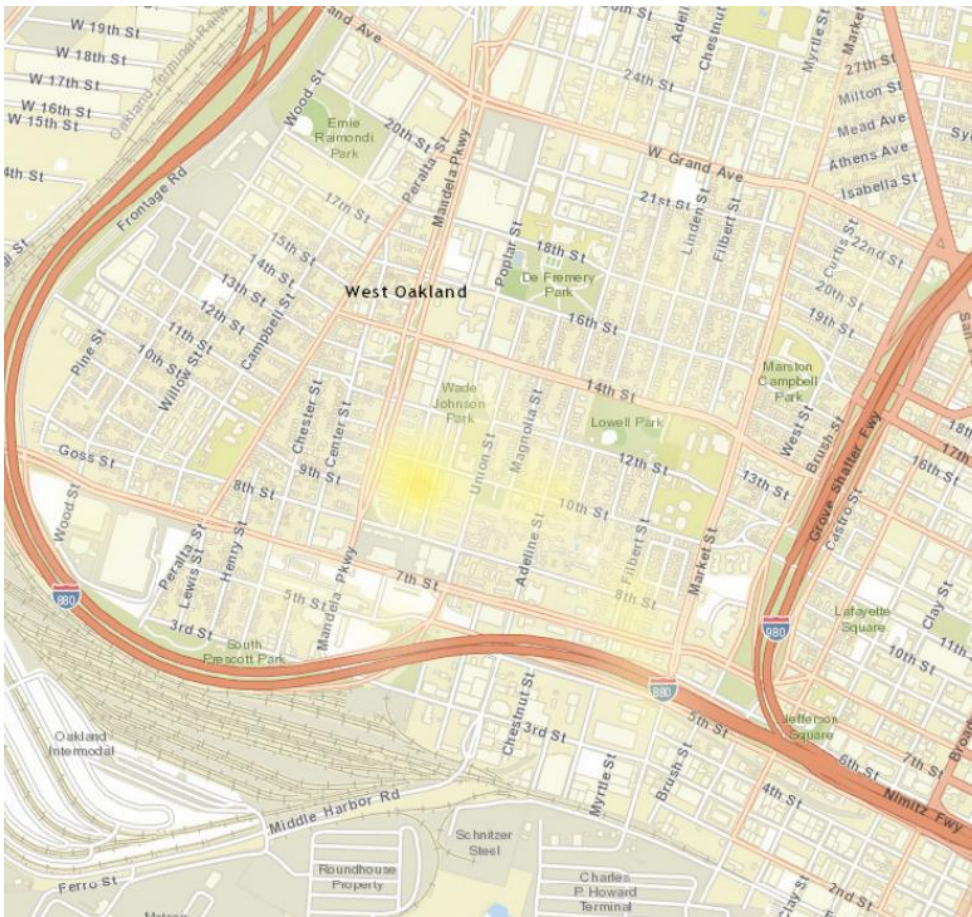 W 19th St
W 18th St
W 17th St
W 16th St
W 15th St
4th St
Oakland Terminal Railway
Wood St
Ernie
Raimondi
Park
20th St
Peralta St
Mandela Pkwy
24th St
Adeline
Chestnut
Myrtle St
Market
27th St
Milton St
Mead Ave
Athens Ave
Isabella St
W Grand Ave
21st St
Linden St
Filbert St
Curtis St
22nd St
20th St
19th St
Frontage Rd
17th St
15th St
14th St
13th St
12th St
11th St
10th St
Pine St
Willow St
Campbell St
West Oakland
Poplar St
18th St
De Fremery
Park
16th St
14th St
Marston
Campbell
Park
Wade
Johnson
Park
Lowell Park
Magnolia St
Union St
12th St
13th St
West St
Brush St
18th
17th
16th St
Grove Shafter Fwy
Castro St
Chester St
Center St
9th St
8th St
Goss St
Wood St
10th St
Adeline St
Filbert St
Market St
880
Peralta St
Lewis St
Henry St
Mandela Pkwy
7th St
5th St
8th St
3rd St
South
Prescott Park
980
Lafayette
Square
Clay St
11th St
10th St
880
Jefferson
Square
5th St
6th St
7th St
Nimitz Fwy
Oakland
Intermodal
Chestnut St
3rd St
Myrtle St
Brush St
4th St
Middle Harbor Rd
Schnitzer
Steel
Ferro St
Roundhouse
Property
Charles
P. Howard
Terminal
Clay St
2nd St